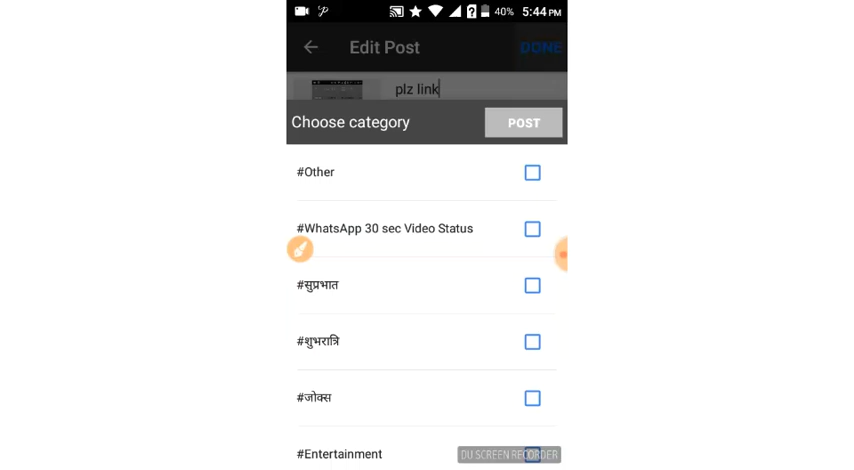 40% 5:44 PM
Edit Post DONE
plz link
Choose category POST
#Other
#WhatsApp 30 sec Video Status
#सुप्रभात
#शुभरात्रि
#जोक्स
#Entertainment
DU SCREEN RECORDER